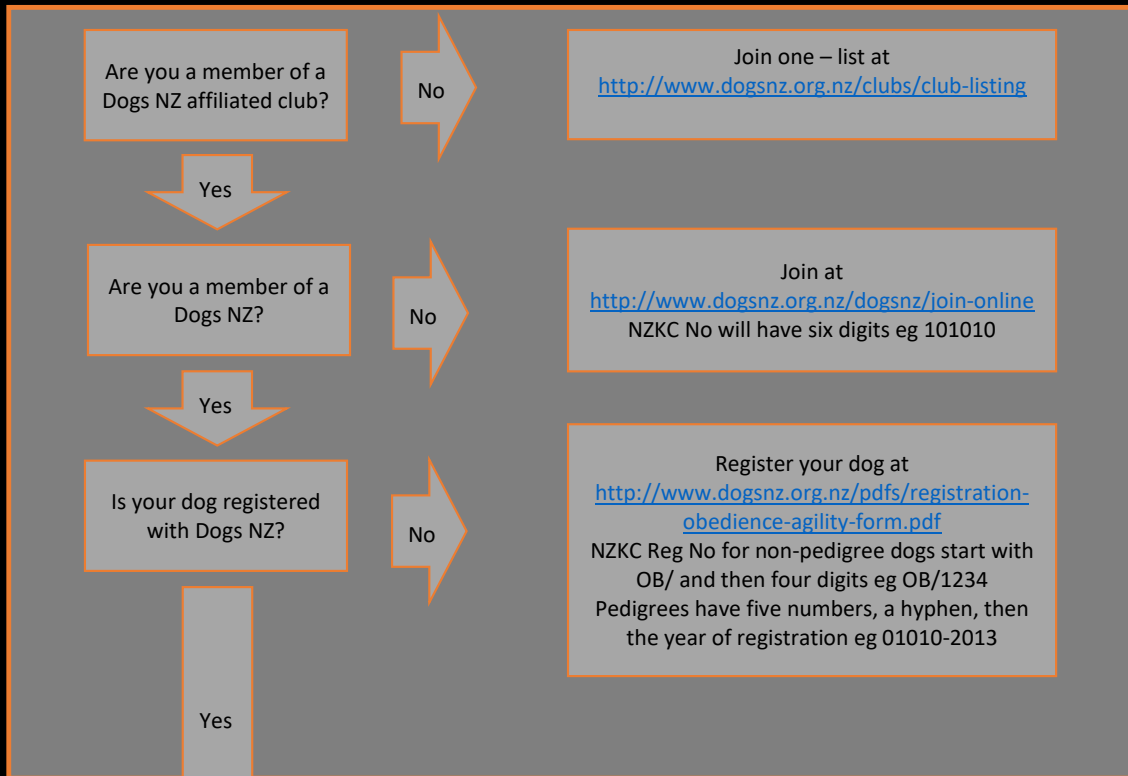 Are you a member of a
Dogs NZ affiliated club?
No
Join one – list at
http://www.dogsnz.org.nz/clubs/club-listing
Yes
Are you a member of a
Dogs NZ?
No
Join at
http://www.dogsnz.org.nz/dogsnz/join-online
NZKC No will have six digits eg 101010
Yes
Is your dog registered
with Dogs NZ?
No
Register your dog at
http://www.dogsnz.org.nz/pdfs/registration-
obedience-agility-form.pdf
NZKC Reg No for non-pedigree dogs start with
OB/ and then four digits eg OB/1234
Pedigrees have five numbers, a hyphen, then
the year of registration eg 01010-2013
Yes